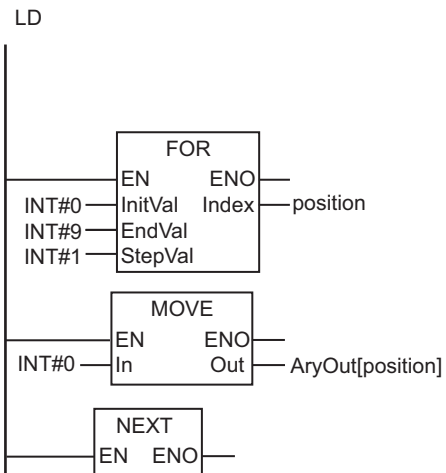 LD
FOR
EN ENO
INT#0 InitVal Index position
INT#9 EndVal
INT#1 StepVal
MOVE
EN ENO
INT#0 In Out AryOut[position]
NEXT
EN ENO